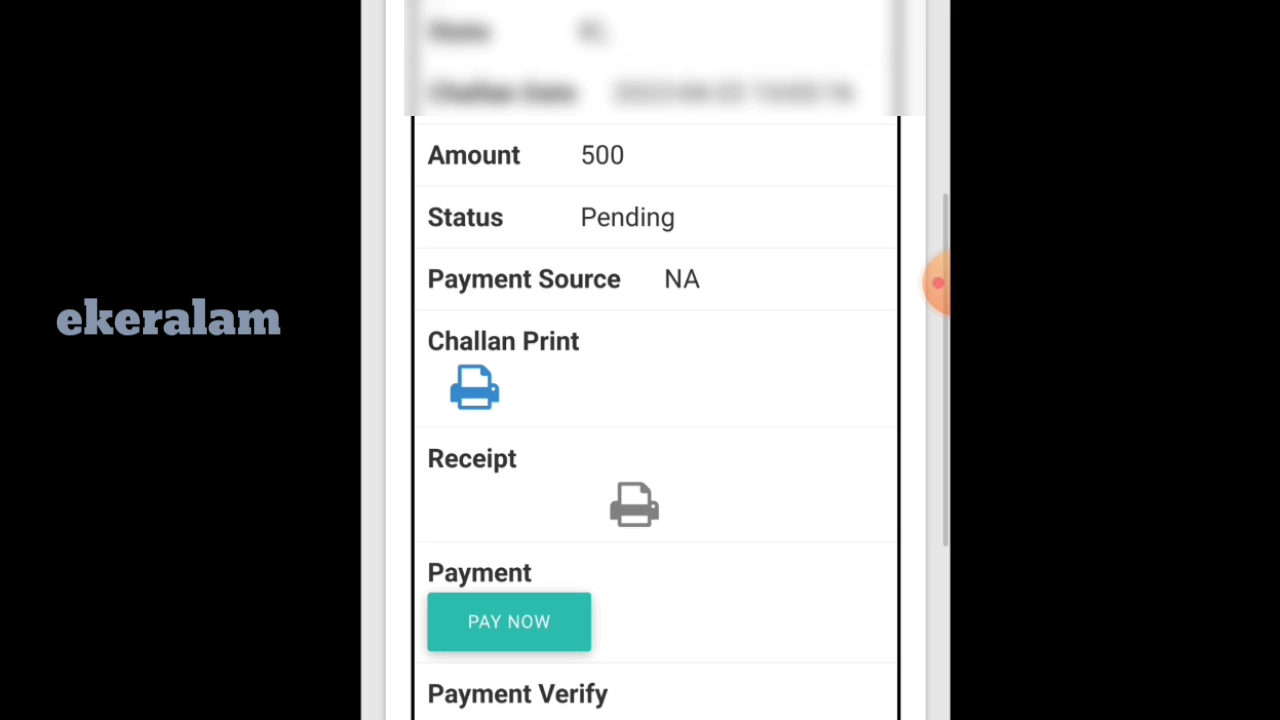 Amount 500
Status Pending
Payment Source NA
ekeralam
Challan Print
Receipt
Payment
PAY NOW
Payment Verify